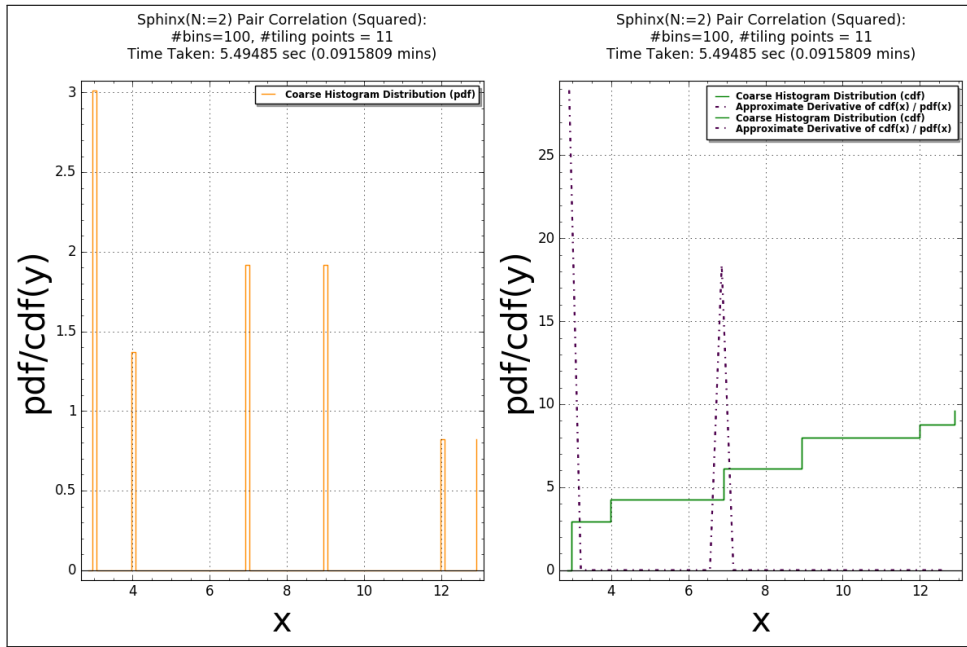 Sphinx(N:=2) Pair Correlation (Squared):
#bins=100, #tiling points = 11
Time Taken: 5.49485 sec (0.0915809 mins)
Coarse Histogram Distribution (pdf)
pdf/cdf(y)
3
2.5
2
1.5
1
0.5
0
4
6
8
10
12
x
Sphinx(N:=2) Pair Correlation (Squared):
#bins=100, #tiling points = 11
Time Taken: 5.49485 sec (0.0915809 mins)
Coarse Histogram Distribution (cdf)
Approximate Derivative of cdf(x) / pdf(x)
Coarse Histogram Distribution (cdf)
Approximate Derivative of cdf(x) / pdf(x)
pdf/cdf(y)
25
20
15
10
5
0
4
6
8
10
12
x